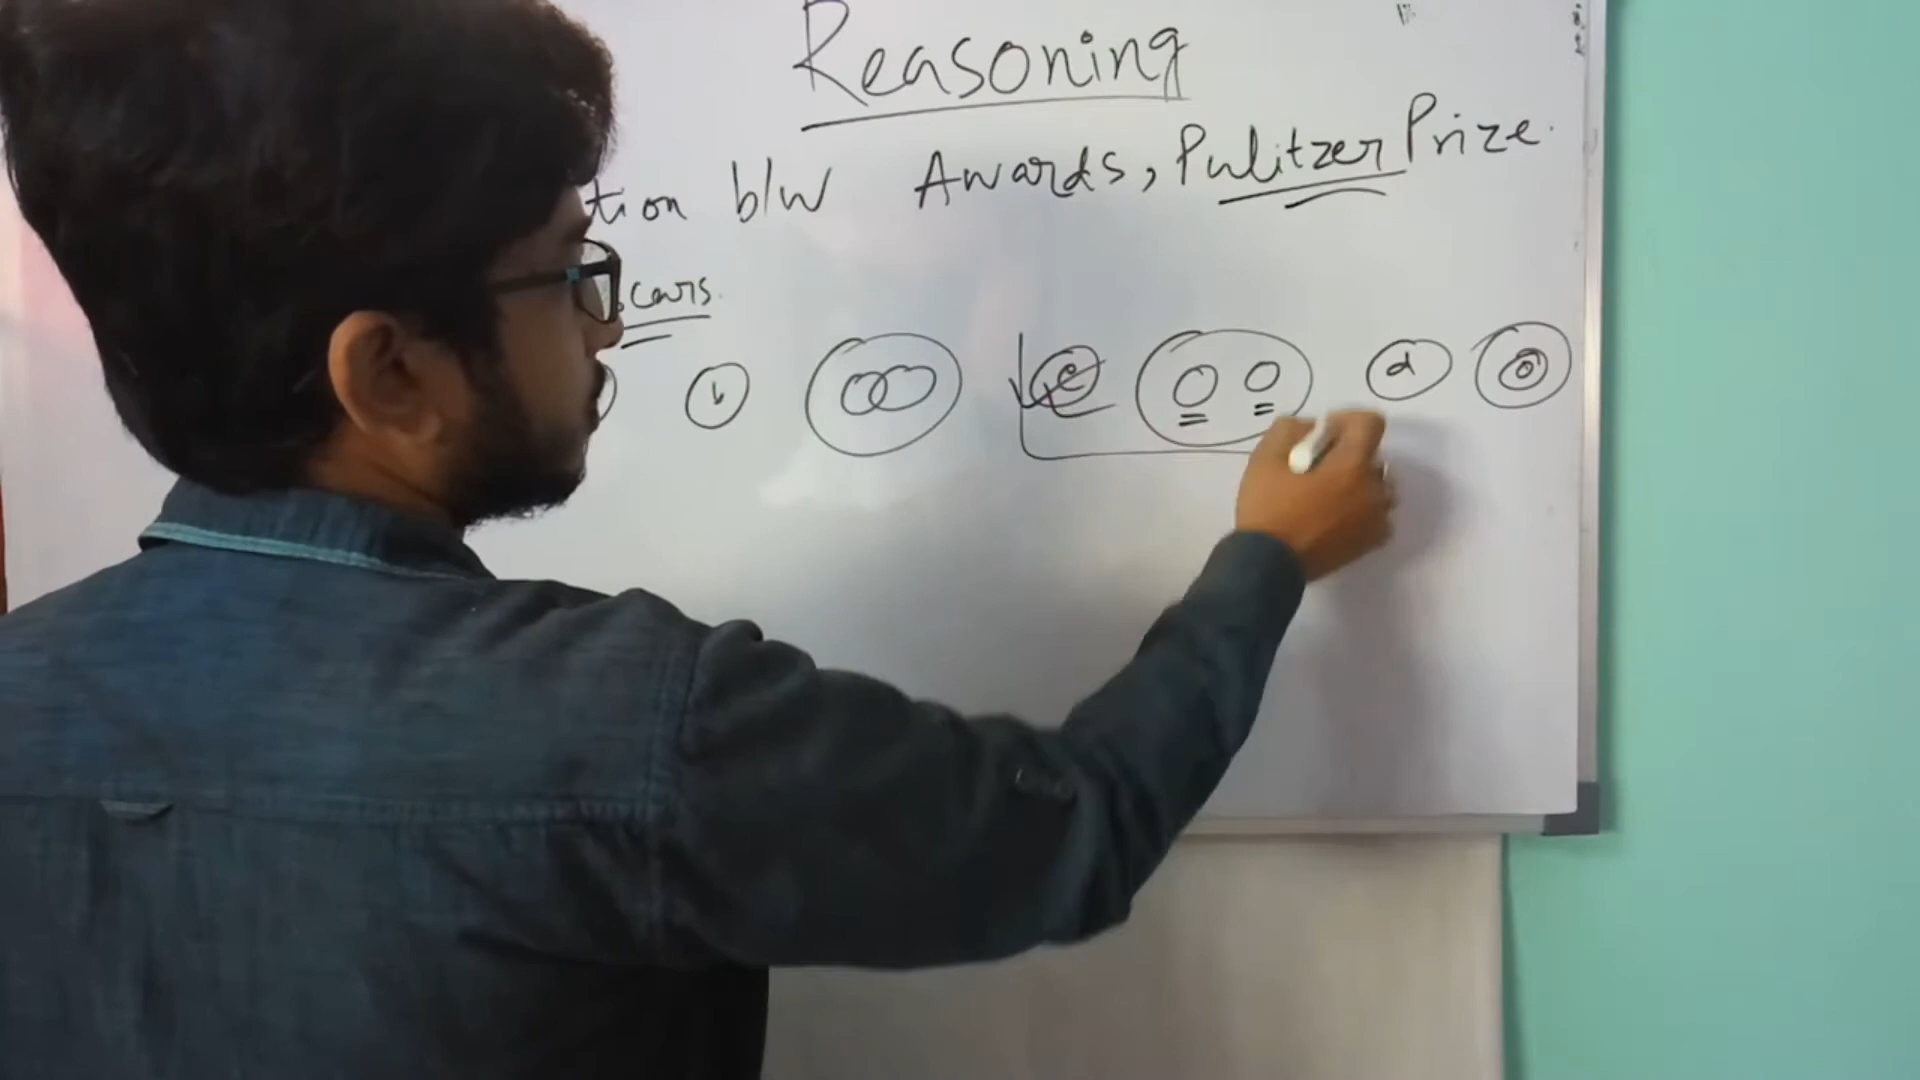 Reasoning
tion b/w Awards, Pulitzer Prize.
cars.
b c d